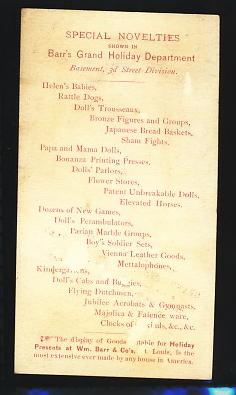 SPECIAL NOVELTIES
SHOWN IN
Barr's Grand Holiday Department
Basement, 3d Street Division.
Helen's Babies,
Rattle Dogs,
Doll's Trousseaux,
Bronze Figures and Groups,
Japanese Bread Baskets,
Sham Fights.
Papa and Mama Dolls,
Bonanza Printing Presses.
Dolls' Parlors,
Flower Stores,
Patent Unbreakable Dolls,
Elevated Horses.
Dozens of New Games,
Doll's Perambulators,
Parian Marble Groups,
Boy's Soldier Sets,
Vienna Leather Goods,
Mettalophones,
Doll's Cabs and
Flying Dutchmen,
Jubilee Acrobats & Gymnasts,
Majolica & Faience ware,
Clocks of &c., &c.
The display of Goods for Holiday
Presents at Wm. Barr & Co's, Louis, is the
most extensive ever made by any house in America.